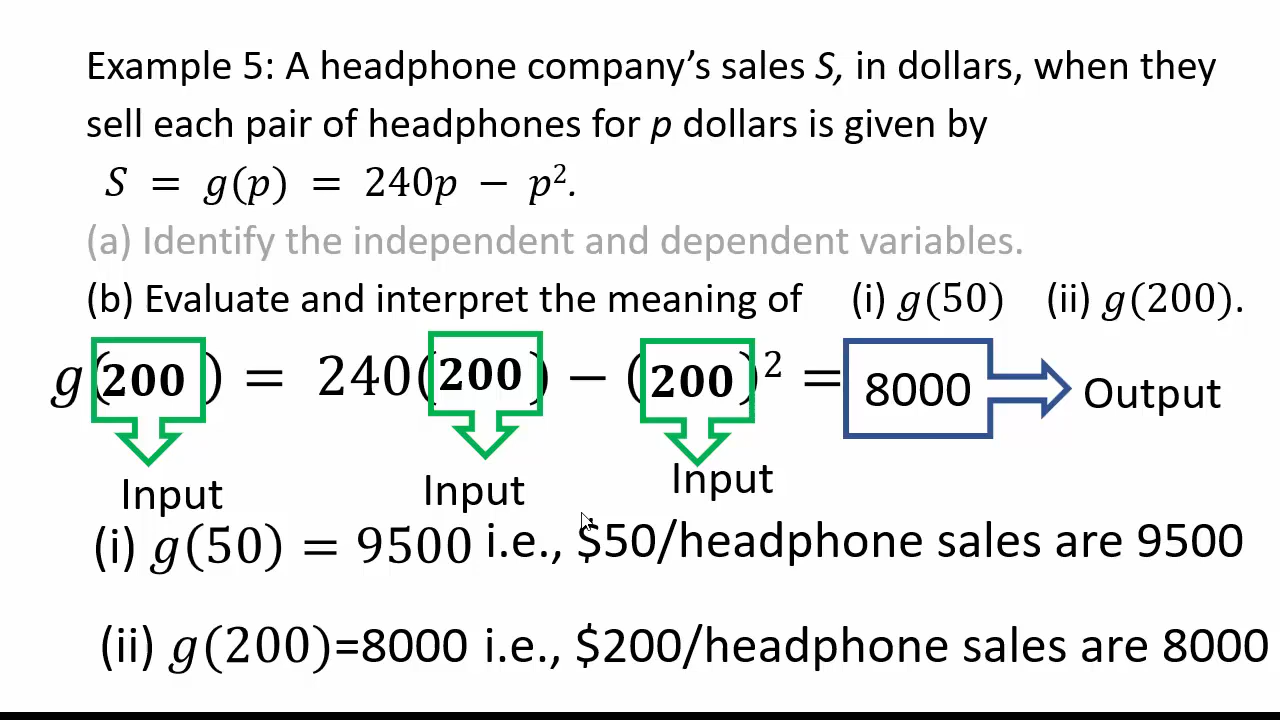 Example 5: A headphone company’s sales S, in dollars, when they
sell each pair of headphones for p dollars is given by
S = g(p) = 240p − p².
(a) Identify the independent and dependent variables.
(b) Evaluate and interpret the meaning of (i) g(50) (ii) g(200).
g(200) = 240(200) − (200)² = 8000 Output
Input Input Input
(i) g(50) = 9500 i.e., $50/headphone sales are 9500
(ii) g(200)=8000 i.e., $200/headphone sales are 8000